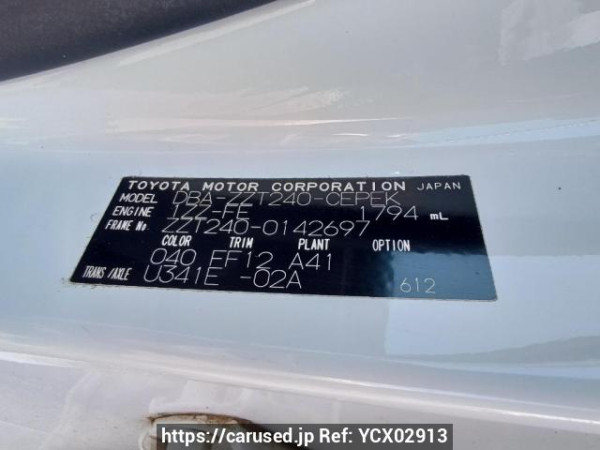 TOYOTA MOTOR CORPORATION JAPAN
MODEL DBA-ZZT240-CEPEK
ENGINE 1ZZ-FE 1794 mL
FRAME No. ZZT240-0142697
COLOR TRIM PLANT OPTION
040 FF12 A41
TRANS/AXLE U341E -02A
612
https://carused.jp Ref: YCX02913